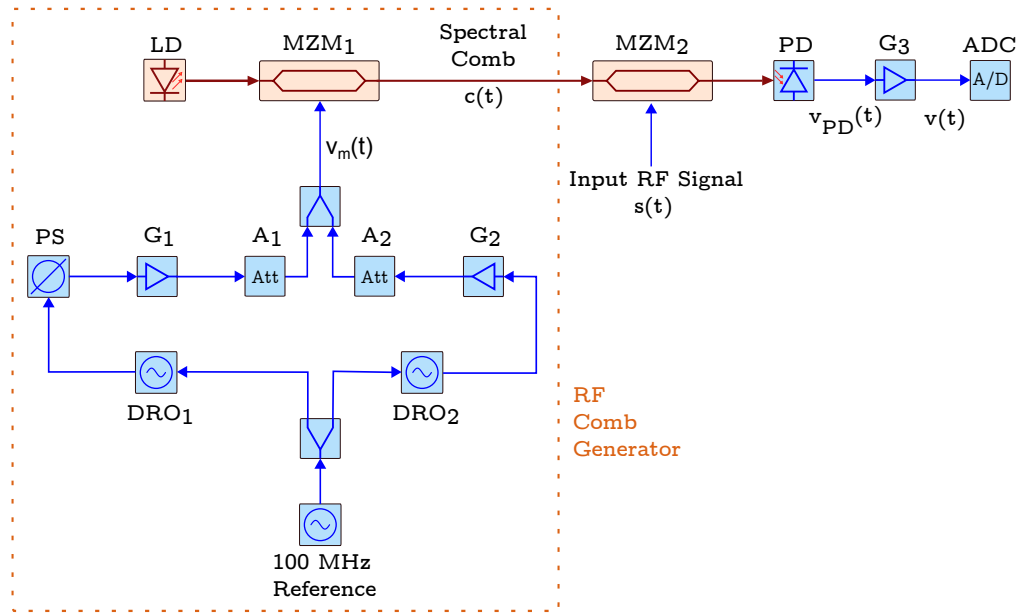 LD
MZM1
Spectral
Comb
c(t)
MZM2
PD
G3
ADC
A/D
vPD(t)
v(t)
vm(t)
Input RF Signal
s(t)
PS
G1
A1
A2
G2
Att
Att
DRO1
DRO2
RF
Comb
Generator
100 MHz
Reference